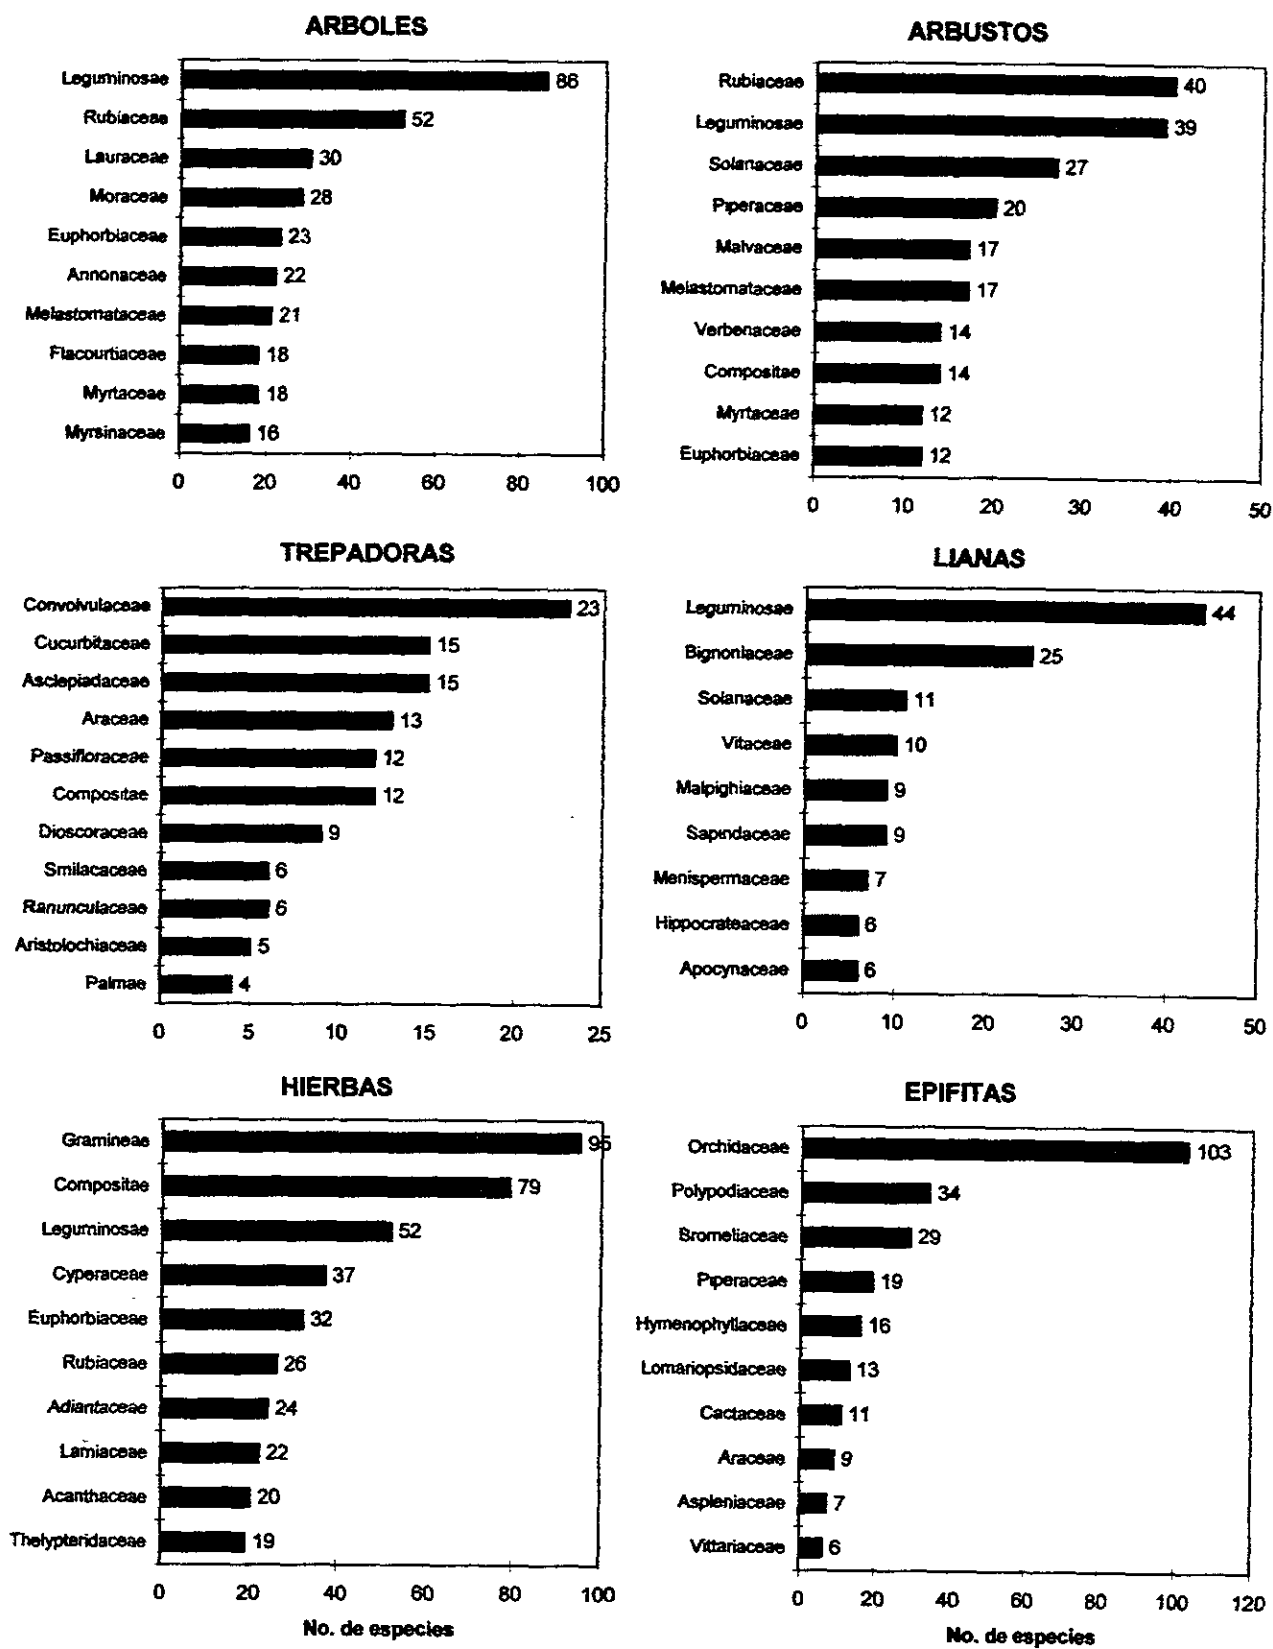 ARBOLES
Leguminosae 86
Rubiaceae 52
Lauraceae 30
Moraceae 28
Euphorbiaceae 23
Annonaceae 22
Melastomataceae 21
Flacourtiaceae 18
Myrtaceae 18
Myrsinaceae 16
0 20 40 60 80 100
ARBUSTOS
Rubiaceae 40
Leguminosae 39
Solanaceae 27
Piperaceae 20
Malvaceae 17
Melastomataceae 17
Verbenaceae 14
Compositae 14
Myrtaceae 12
Euphorbiaceae 12
0 10 20 30 40 50
TREPADORAS
Convolvulaceae 23
Cucurbitaceae 15
Asclepiadaceae 15
Araceae 13
Passifloraceae 12
Compositae 12
Dioscoraceae 9
Smilacaceae 6
Ranunculaceae 6
Aristolochiaceae 5
Palmae 4
0 5 10 15 20 25
LIANAS
Leguminosae 44
Bignoniaceae 25
Solanaceae 11
Vitaceae 10
Malpighiaceae 9
Sapindaceae 9
Menispermaceae 7
Hippocrateaceae 6
Apocynaceae 6
0 10 20 30 40 50
HIERBAS
Gramineae 95
Compositae 79
Leguminosae 52
Cyperaceae 37
Euphorbiaceae 32
Rubiaceae 26
Adiantaceae 24
Lamiaceae 22
Acanthaceae 20
Thelypteridaceae 19
0 20 40 60 80 100
No. de especies
EPIFITAS
Orchidaceae 103
Polypodiaceae 34
Bromeliaceae 29
Piperaceae 19
Hymenophyllaceae 16
Lomariopsidaceae 13
Cactaceae 11
Araceae 9
Aspleniaceae 7
Vittariaceae 6
0 20 40 60 80 100 120
No. de especies